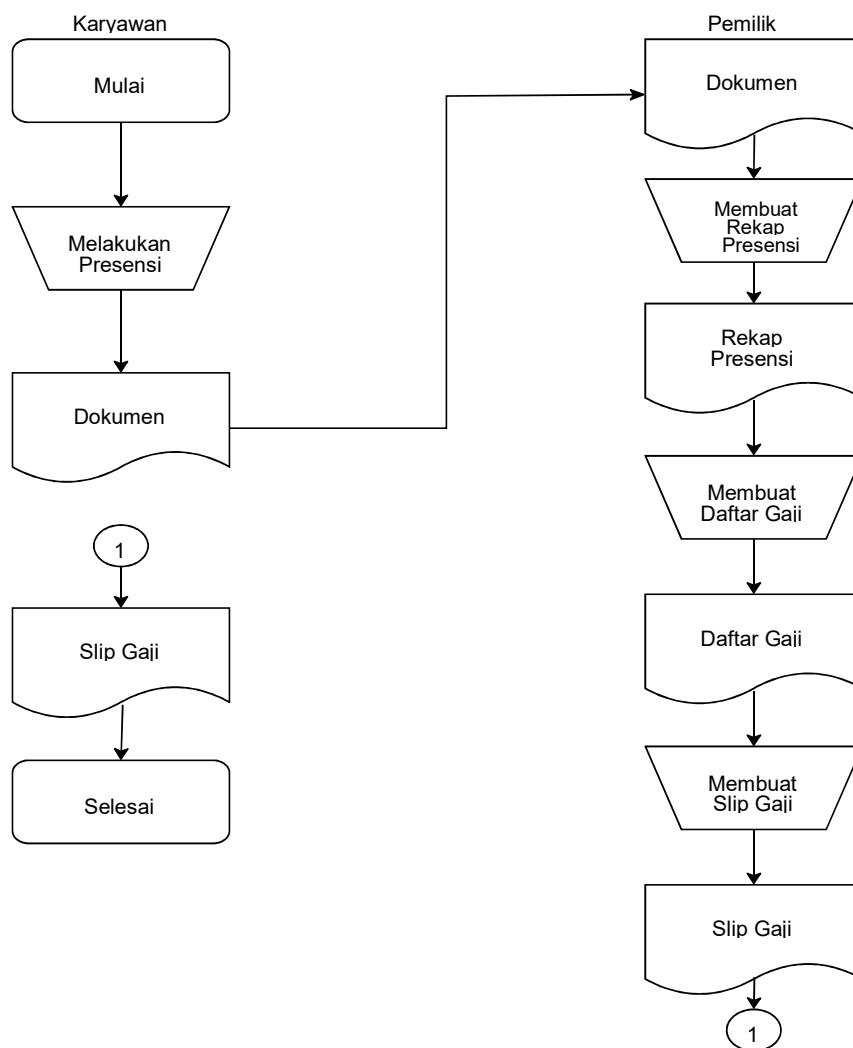 Karyawan
Mulai
Melakukan
Presensi
Dokumen
1
Slip Gaji
Selesai
Pemilik
Dokumen
Membuat
Rekap
Presensi
Rekap
Presensi
Membuat
Daftar Gaji
Daftar Gaji
Membuat
Slip Gaji
Slip Gaji
1